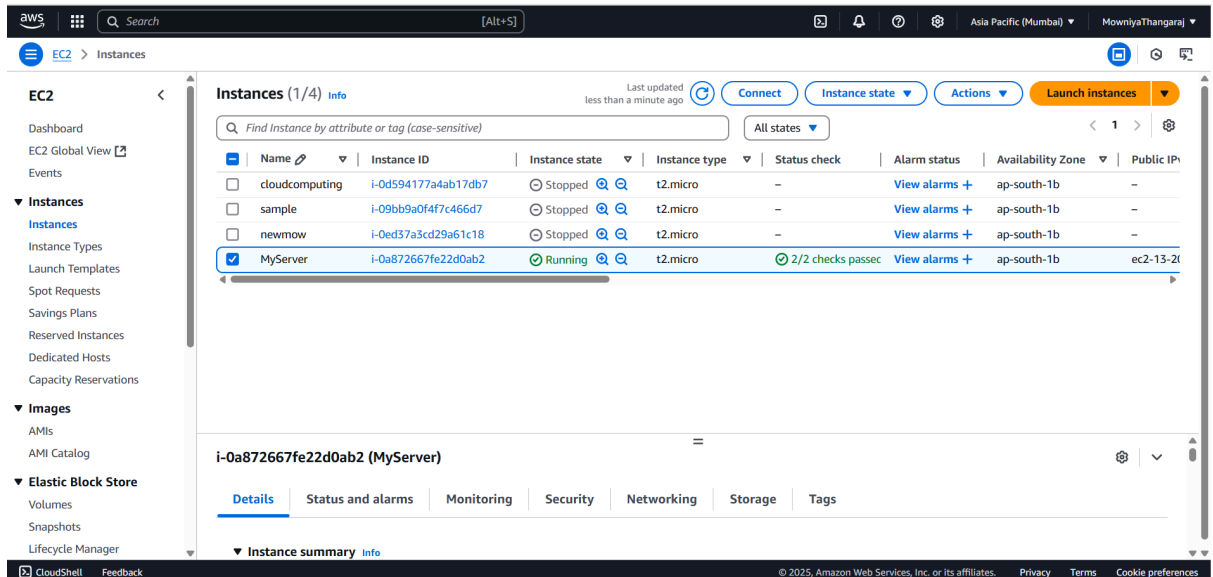 aws Search [Alt+S] Asia Pacific (Mumbai) MowniyaThangaraj
EC2 > Instances
EC2
Dashboard
EC2 Global View
Events
Instances
Instances
Instance Types
Launch Templates
Spot Requests
Savings Plans
Reserved Instances
Dedicated Hosts
Capacity Reservations
Images
AMIs
AMI Catalog
Elastic Block Store
Volumes
Snapshots
Lifecycle Manager
Instances (1/4) Info
Last updated
less than a minute ago
Connect Instance state Actions Launch instances
Find Instance by attribute or tag (case-sensitive) All states 1
Name Instance ID Instance state Instance type Status check Alarm status Availability Zone Public IPv
cloudcomputing i-0d594177a4ab17db7 Stopped t2.micro – View alarms + ap-south-1b –
sample i-09bb9a0f4f7c466d7 Stopped t2.micro – View alarms + ap-south-1b –
newmow i-0ed37a3cd29a61c18 Stopped t2.micro – View alarms + ap-south-1b –
MyServer i-0a872667fe22d0ab2 Running t2.micro 2/2 checks passec View alarms + ap-south-1b ec2-13-20
i-0a872667fe22d0ab2 (MyServer)
Details Status and alarms Monitoring Security Networking Storage Tags
Instance summary Info
CloudShell Feedback © 2025, Amazon Web Services, Inc. or its affiliates. Privacy Terms Cookie preferences